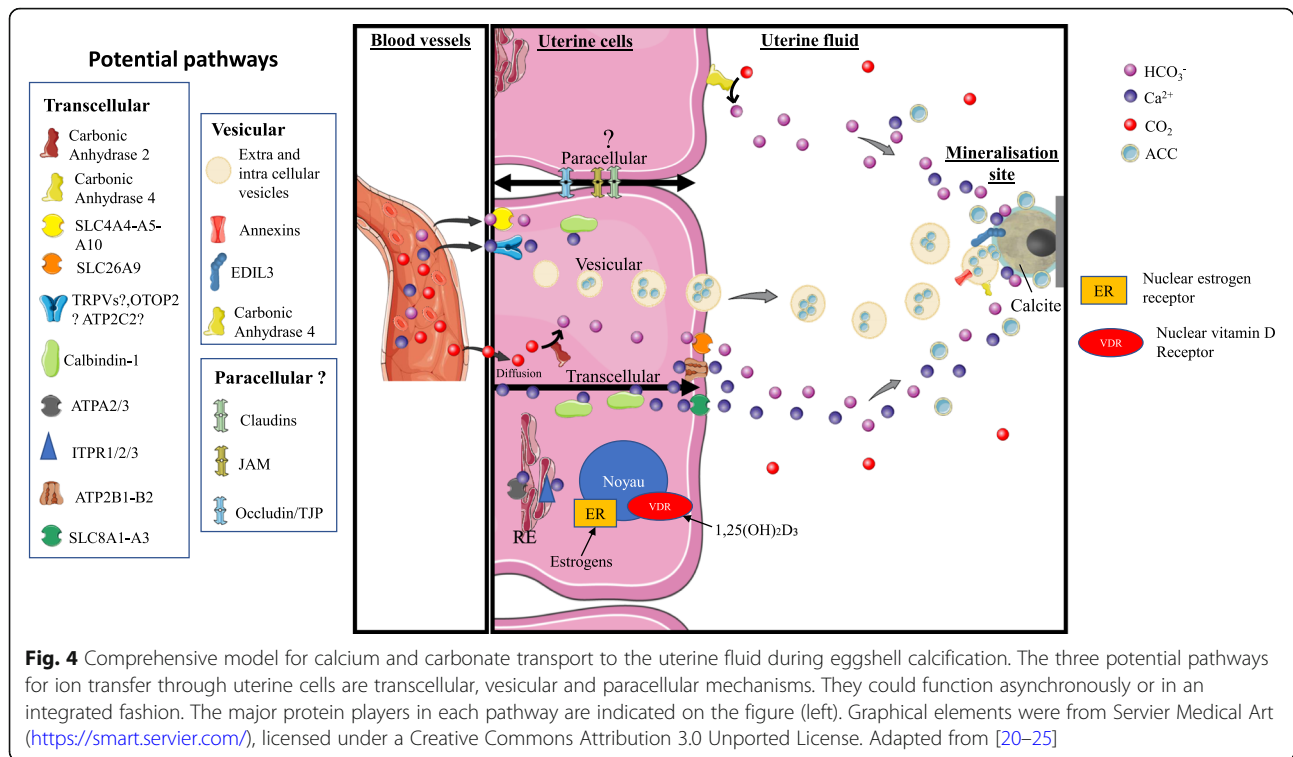 Potential pathways
Transcellular
Carbonic
Anhydrase 2
Carbonic
Anhydrase 4
SLC4A4-A5-
A10
SLC26A9
TRPVs?,OTOP2
? ATP2C2?
Calbindin-1
ATPA2/3
ITPR1/2/3
ATP2B1-B2
SLC8A1-A3
Vesicular
Extra and
intra cellular
vesicles
Annexins
EDIL3
Carbonic
Anhydrase 4
Paracellular ?
Claudins
JAM
Occludin/TJP
Blood vessels
Uterine cells
Uterine fluid
?
Paracellular
Vesicular
Diffusion
Transcellular
Noyau
ER
VDR
RE
Estrogens
1,25(OH)₂D₃
Mineralisation
site
Calcite
HCO₃⁻
Ca²⁺
CO₂
ACC
ER
Nuclear estrogen
receptor
VDR
Nuclear vitamin D
Receptor
Fig. 4 Comprehensive model for calcium and carbonate transport to the uterine fluid during eggshell calcification. The three potential pathways
for ion transfer through uterine cells are transcellular, vesicular and paracellular mechanisms. They could function asynchronously or in an
integrated fashion. The major protein players in each pathway are indicated on the figure (left). Graphical elements were from Servier Medical Art
(https://smart.servier.com/), licensed under a Creative Commons Attribution 3.0 Unported License. Adapted from [20–25]